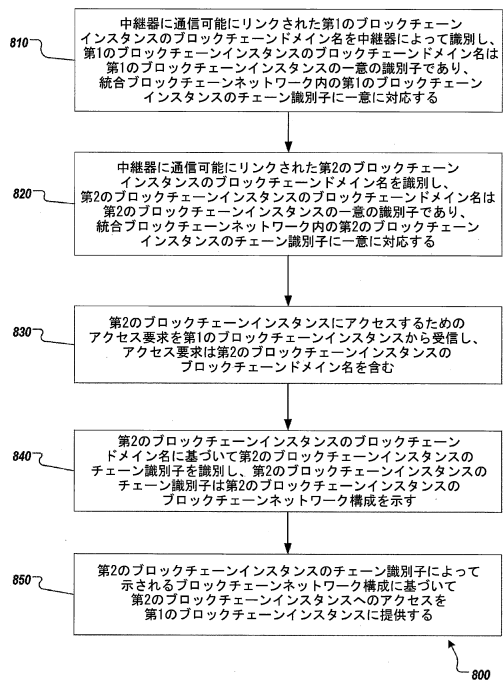 810
中継器に通信可能にリンクされた第1のブロックチェーン
インスタンスのブロックチェーンドメイン名を中継器によって識別し、
第1のブロックチェーンインスタンスのブロックチェーンドメイン名は
第1のブロックチェーンインスタンスの一意の識別子であり、
統合ブロックチェーンネットワーク内の第1のブロックチェーン
インスタンスのチェーン識別子に一意に対応する
820
中継器に通信可能にリンクされた第2のブロックチェーン
インスタンスのブロックチェーンドメイン名を識別し、
第2のブロックチェーンインスタンスのブロックチェーンドメイン名は
第2のブロックチェーンインスタンスの一意の識別子であり、
統合ブロックチェーンネットワーク内の第2のブロックチェーン
インスタンスのチェーン識別子に一意に対応する
830
第2のブロックチェーンインスタンスにアクセスするための
アクセス要求を第1のブロックチェーンインスタンスから受信し、
アクセス要求は第2のブロックチェーンインスタンスの
ブロックチェーンドメイン名を含む
840
第2のブロックチェーンインスタンスのブロックチェーン
ドメイン名に基づいて第2のブロックチェーンインスタンスの
チェーン識別子を識別し、第2のブロックチェーンインスタンスの
チェーン識別子は第2のブロックチェーンインスタンスの
ブロックチェーンネットワーク構成を示す
850
第2のブロックチェーンインスタンスのチェーン識別子によって
示されるブロックチェーンネットワーク構成に基づいて
第2のブロックチェーンインスタンスへのアクセスを
第1のブロックチェーンインスタンスに提供する
800